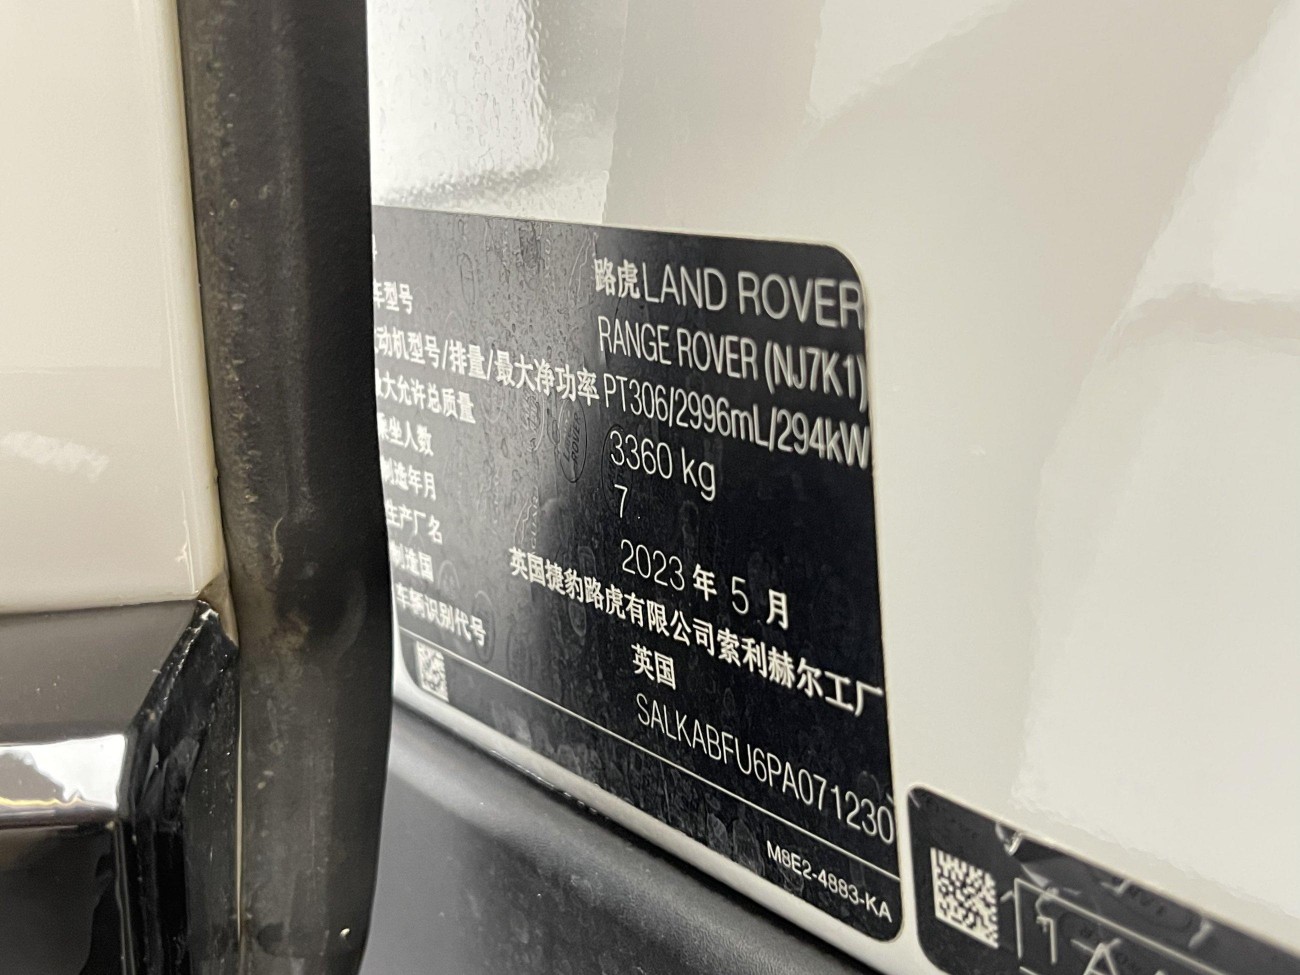 路虎LAND ROVER
车型号 RANGE ROVER (NJ7K1)
动机型号/排量/最大净功率 PT306/2996mL/294kW
大允许总质量 3360 kg
乘坐人数 7
制造年月 2023 年 5 月
生产厂名 英国捷豹路虎有限公司索利赫尔工厂
制造国 英国
车辆识别代号 SALKABFU6PA071230
M8E2-4883-KA